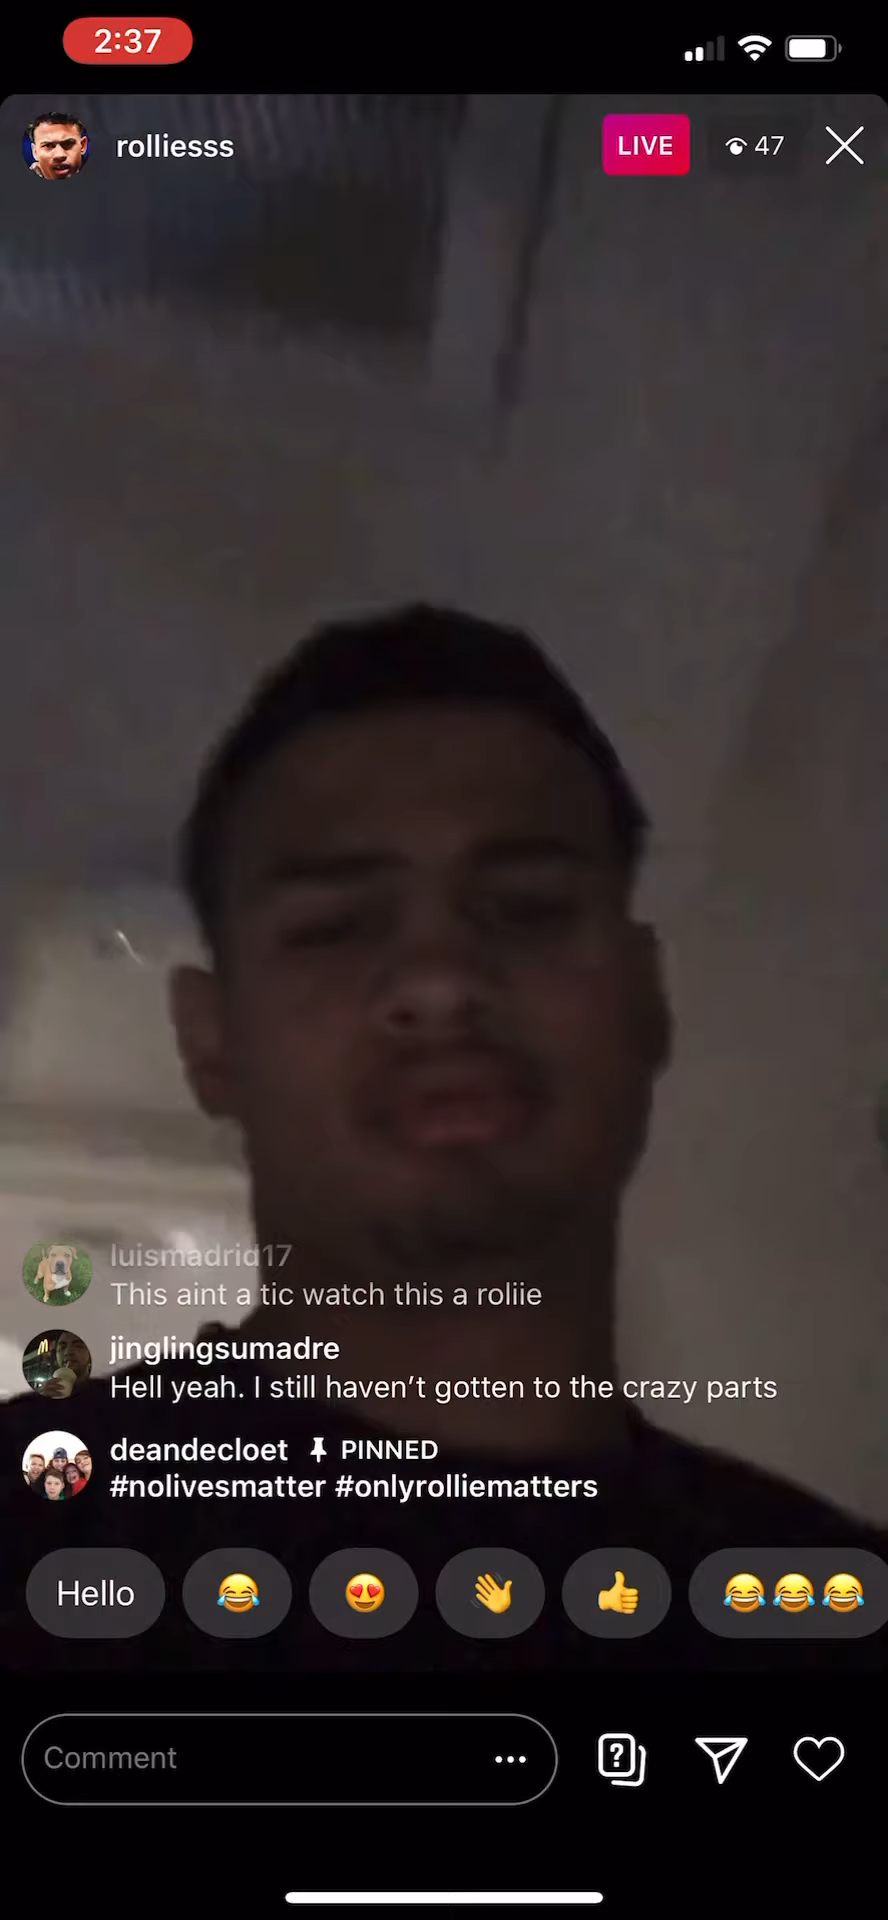 2:37
rolliesss
LIVE
47
luismadrid17
This aint a tic watch this a roliie
jinglingsumadre
Hell yeah. I still haven’t gotten to the crazy parts
deandecloet PINNED
#nolivesmatter #onlyrolliematters
Hello
Comment